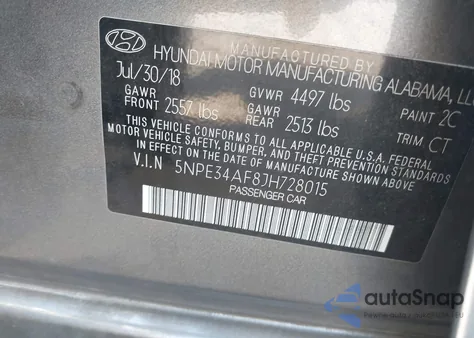 MANUFACTURED BY
HYUNDAI MOTOR MANUFACTURING ALABAMA, LL
Jul/30/18 GVWR 4497 lbs PAINT 2C
GAWR FRONT 2557 lbs GAWR REAR 2513 lbs TRIM CT
THIS VEHICLE CONFORMS TO ALL APPLICABLE U.S.A FEDERAL
MOTOR VEHICLE SAFETY, BUMPER, AND THEFT PREVENTION STANDARDS
IN EFFECT ON THE DATE OF MANUFACTURE SHOWN ABOVE
V.I.N 5NPE34AF8JH728015
PASSENGER CAR
autoSnap